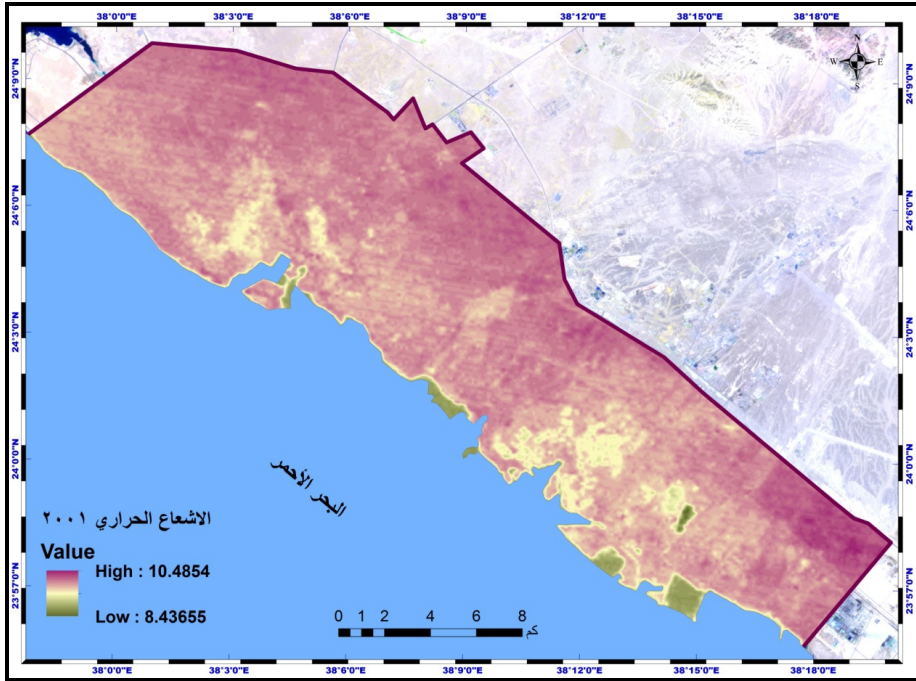 38°0'0"E 38°3'0"E 38°6'0"E 38°9'0"E 38°12'0"E 38°15'0"E 38°18'0"E
N
W E
S
24°9'0"N 24°9'0"N
24°6'0"N 24°6'0"N
24°3'0"N 24°3'0"N
24°0'0"N 24°0'0"N
23°57'0"N 23°57'0"N
البحر الأحمر
الاشعاع الحراري ٢٠٠١
Value
High : 10.4854
Low : 8.43655
0 1 2 4 6 8
كم
38°0'0"E 38°3'0"E 38°6'0"E 38°9'0"E 38°12'0"E 38°15'0"E 38°18'0"E